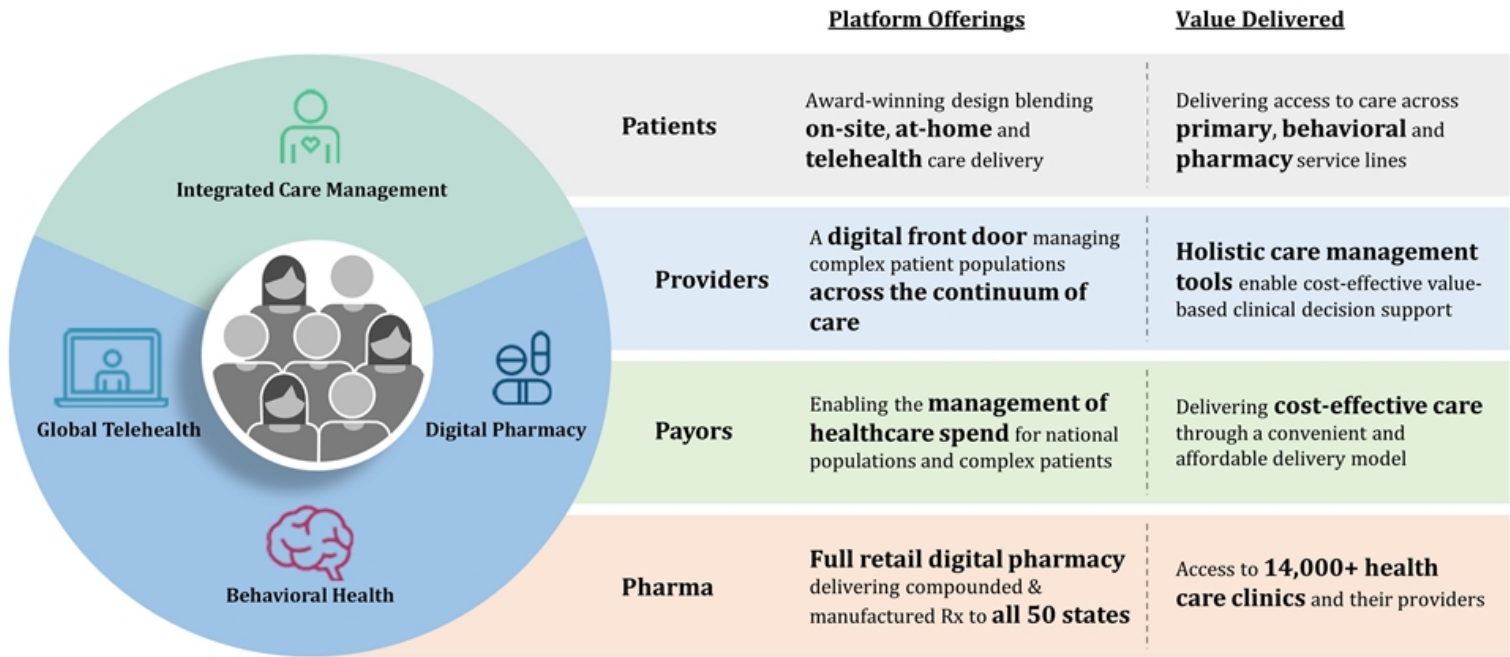 Platform Offerings
Value Delivered
Integrated Care Management
Global Telehealth
Digital Pharmacy
Behavioral Health
Patients
Award-winning design blending
on-site, at-home and
telehealth care delivery
Delivering access to care across
primary, behavioral and
pharmacy service lines
Providers
A digital front door managing
complex patient populations
across the continuum of
care
Holistic care management
tools enable cost-effective value-
based clinical decision support
Payors
Enabling the management of
healthcare spend for national
populations and complex patients
Delivering cost-effective care
through a convenient and
affordable delivery model
Pharma
Full retail digital pharmacy
delivering compounded &
manufactured Rx to all 50 states
Access to 14,000+ health
care clinics and their providers